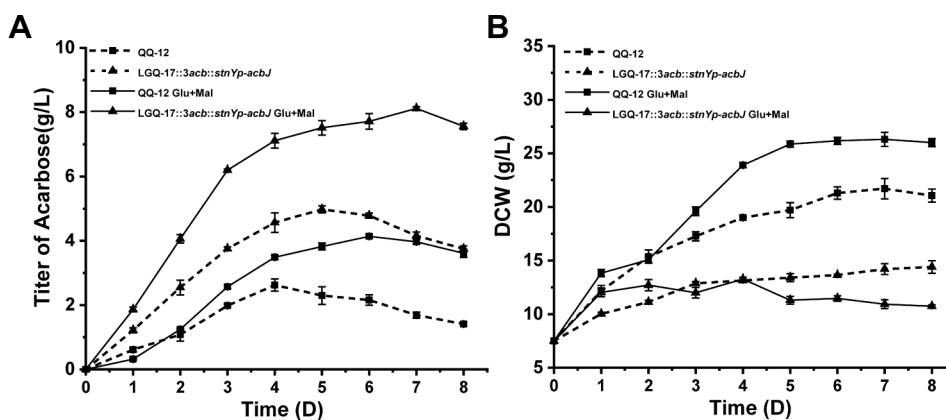 A
QQ-12
LGQ-17::3acb::stnYp-acbJ
QQ-12 Glu+Mal
LGQ-17::3acb::stnYp-acbJ Glu+Mal
Titer of Acarbose(g/L)
10
8
6
4
2
0
0 1 2 3 4 5 6 7 8
Time (D)
B
QQ-12
LGQ-17::3acb::stnYp-acbJ
QQ-12 Glu+Mal
LGQ-17::3acb::stnYp-acbJ Glu+Mal
DCW (g/L)
35
30
25
20
15
10
5
0 1 2 3 4 5 6 7 8
Time (D)